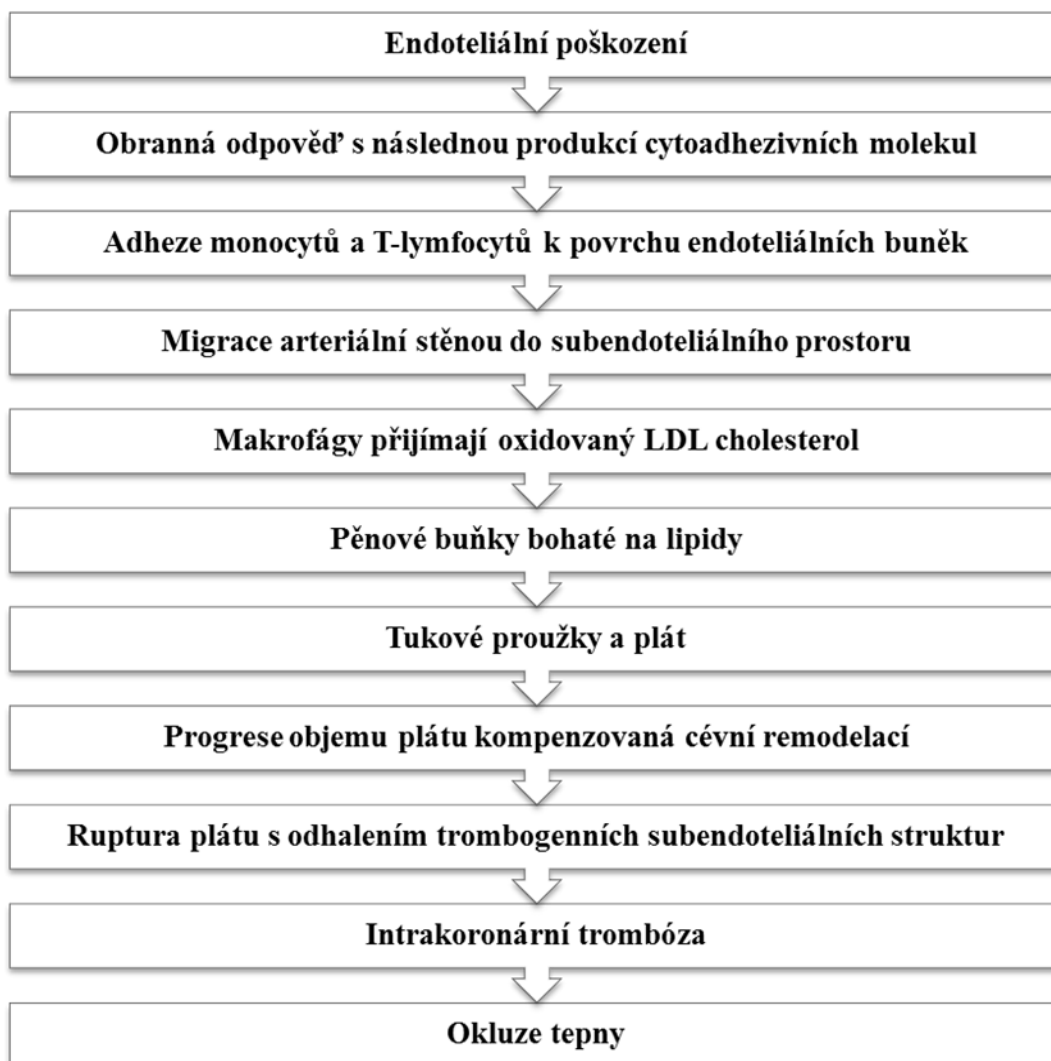 Endoteliální poškození
Obranná odpověď s následnou produkcí cytoadhezivních molekul
Adheze monocytů a T-lymfocytů k povrchu endoteliálních buněk
Migrace arteriální stěnou do subendoteliálního prostoru
Makrofágy přijímají oxidovaný LDL cholesterol
Pěnové buňky bohaté na lipidy
Tukové proužky a plát
Progrese objemu plátu kompenzovaná cévní remodelací
Ruptura plátu s odhalením trombogenních subendoteliálních struktur
Intrakoronární trombóza
Okluze tepny